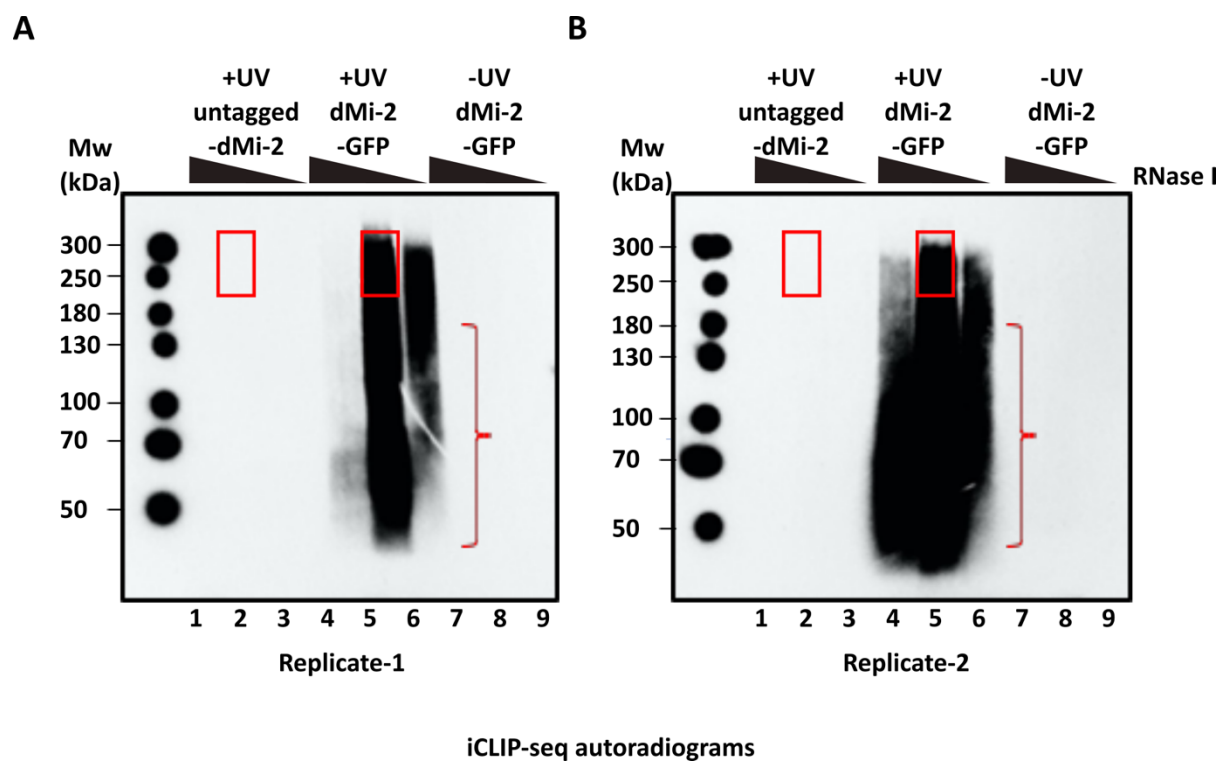 A
+UV
untagged
-dMi-2
+UV
dMi-2
-GFP
-UV
dMi-2
-GFP
Mw
(kDa)
300
250
180
130
100
70
50
1 2 3 4 5 6 7 8 9
Replicate-1
B
+UV
untagged
-dMi-2
+UV
dMi-2
-GFP
-UV
dMi-2
-GFP
Mw
(kDa)
RNase I
300
250
180
130
100
70
50
1 2 3 4 5 6 7 8 9
Replicate-2
iCLIP-seq autoradiograms